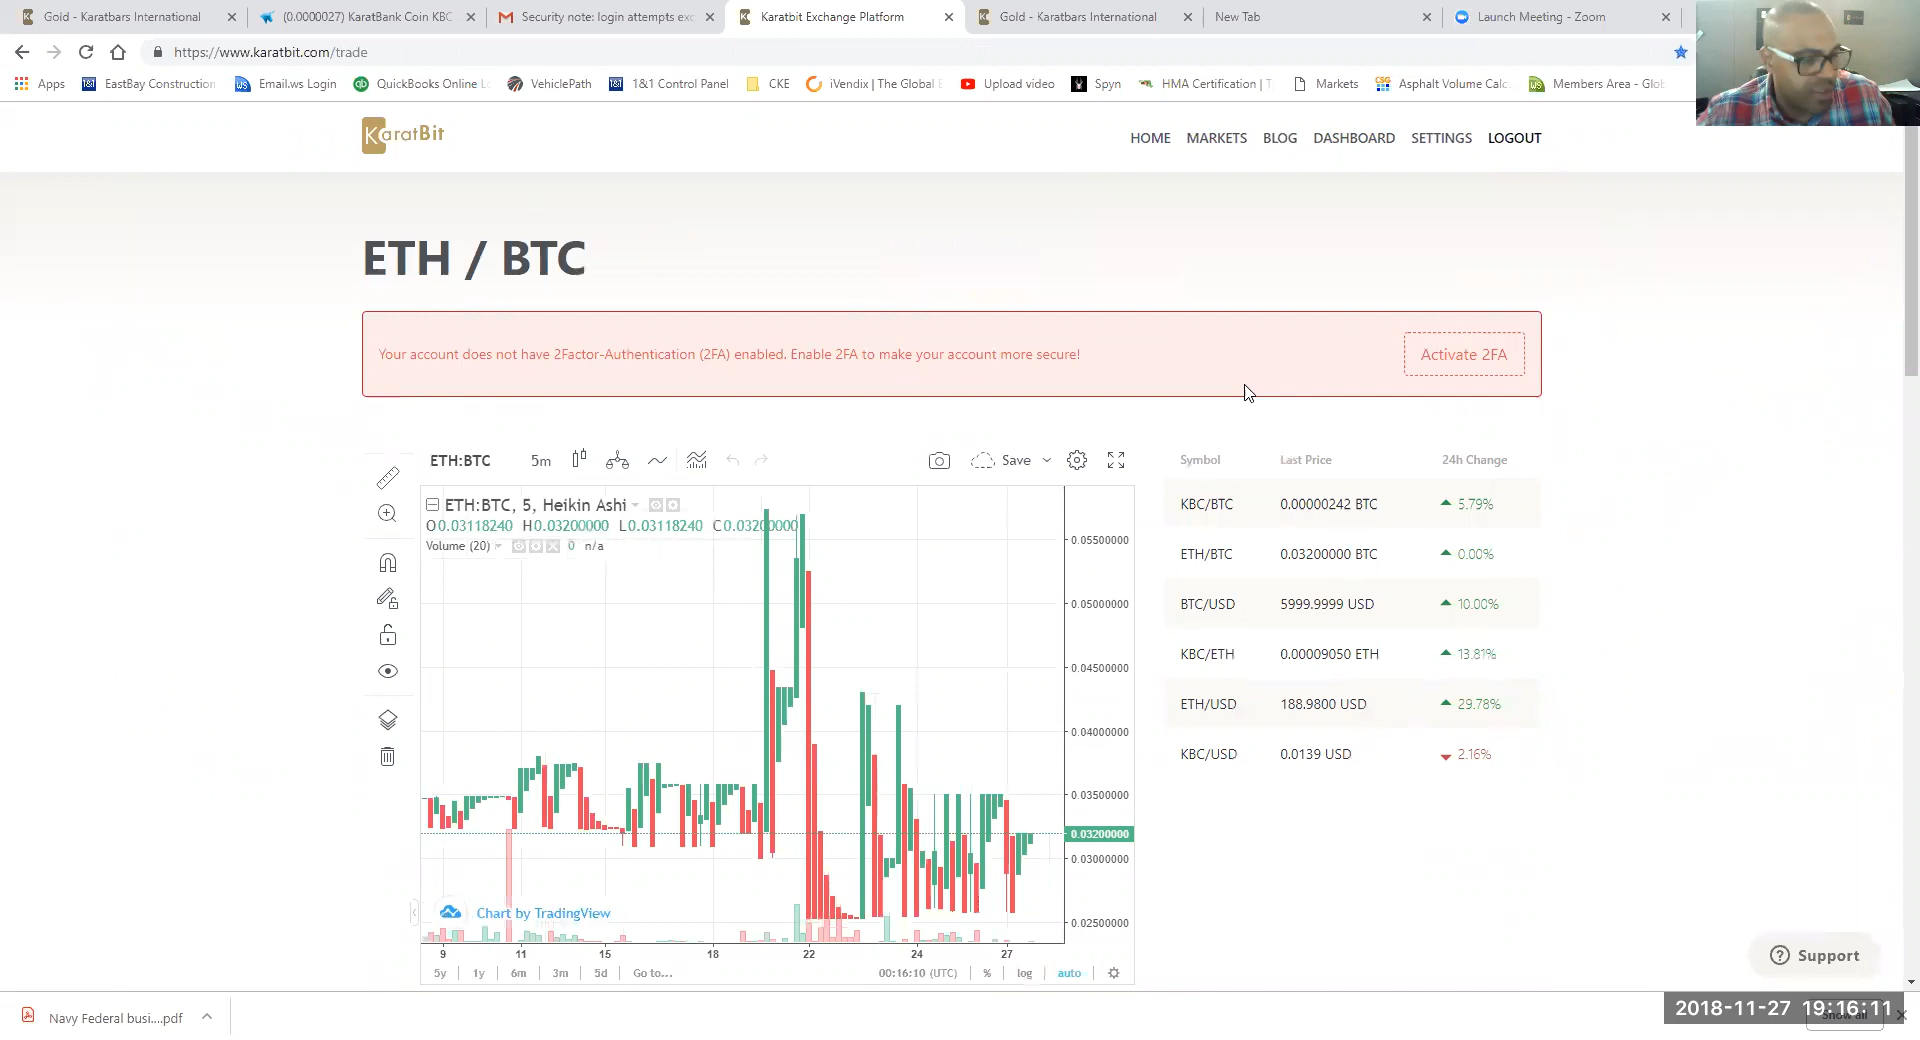 Gold - Karatbars International
(0.0000027) KaratBank Coin KBC
Security note: login attempts exc
Karatbit Exchange Platform
Gold - Karatbars International
New Tab
Launch Meeting - Zoom
https://www.karatbit.com/trade
Apps
EastBay Construction
Email.ws Login
QuickBooks Online Lo
VehiclePath
1&1 Control Panel
CKE
iVendix | The Global E
Upload video
Spyn
HMA Certification | T
Markets
Asphalt Volume Calc
Members Area - Glob
KaratBit
HOME MARKETS BLOG DASHBOARD SETTINGS LOGOUT
ETH / BTC
Your account does not have 2Factor-Authentication (2FA) enabled. Enable 2FA to make your account more secure!
Activate 2FA
ETH:BTC 5m Save
ETH:BTC, 5, Heikin Ashi
O0.03118240 H0.03200000 L0.03118240 C0.03200000
Volume (20) 0 n/a
0.05500000
0.05000000
0.04500000
0.04000000
0.03500000
0.03200000
0.03000000
0.02500000
Chart by TradingView
9 11 15 18 22 24 27
5y 1y 6m 3m 5d Go to... 00:16:10 (UTC) % log auto
Symbol Last Price 24h Change
KBC/BTC 0.00000242 BTC 5.79%
ETH/BTC 0.03200000 BTC 0.00%
BTC/USD 5999.9999 USD 10.00%
KBC/ETH 0.00009050 ETH 13.81%
ETH/USD 188.9800 USD 29.78%
KBC/USD 0.0139 USD 2.16%
Support
Navy Federal busi....pdf
2018-11-27 19:16:11
Show all